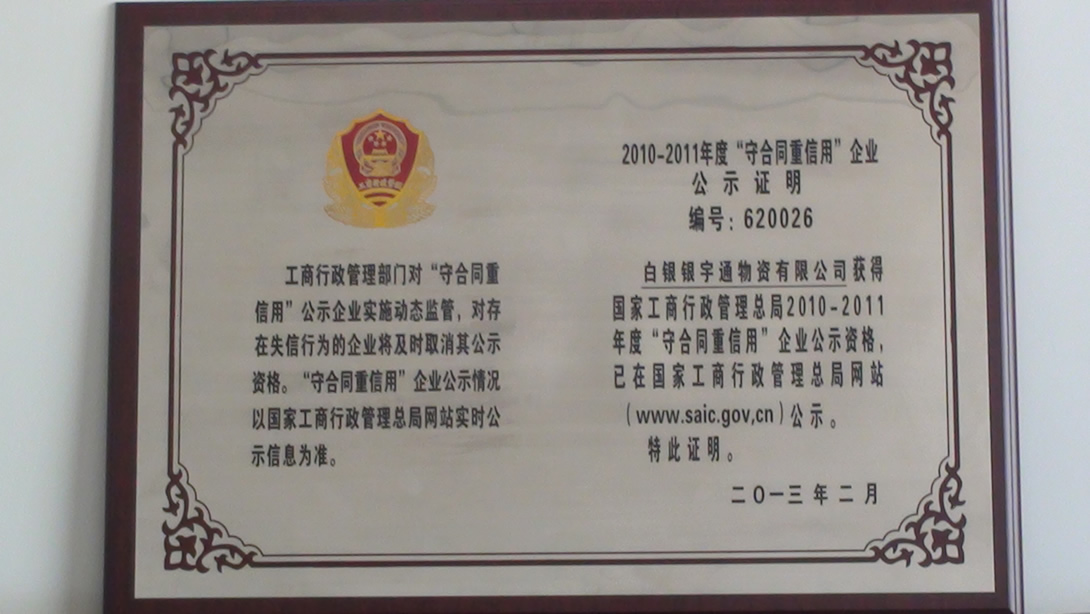 工商行政管理部门对“守合同重
信用”公示企业实施动态监管，对存
在失信行为的企业将及时取消其公示
资格。“守合同重信用”企业公示情况
以国家工商行政管理总局网站实时公
示信息为准。
2010-2011年度“守合同重信用”企业
公示证明
编号：620026
白银银宇通物资有限公司获得
国家工商行政管理总局2010-2011
年度“守合同重信用”企业公示资格，
已在国家工商行政管理总局网站
（www.saic.gov,cn）公示。
特此证明。
二〇一三年二月